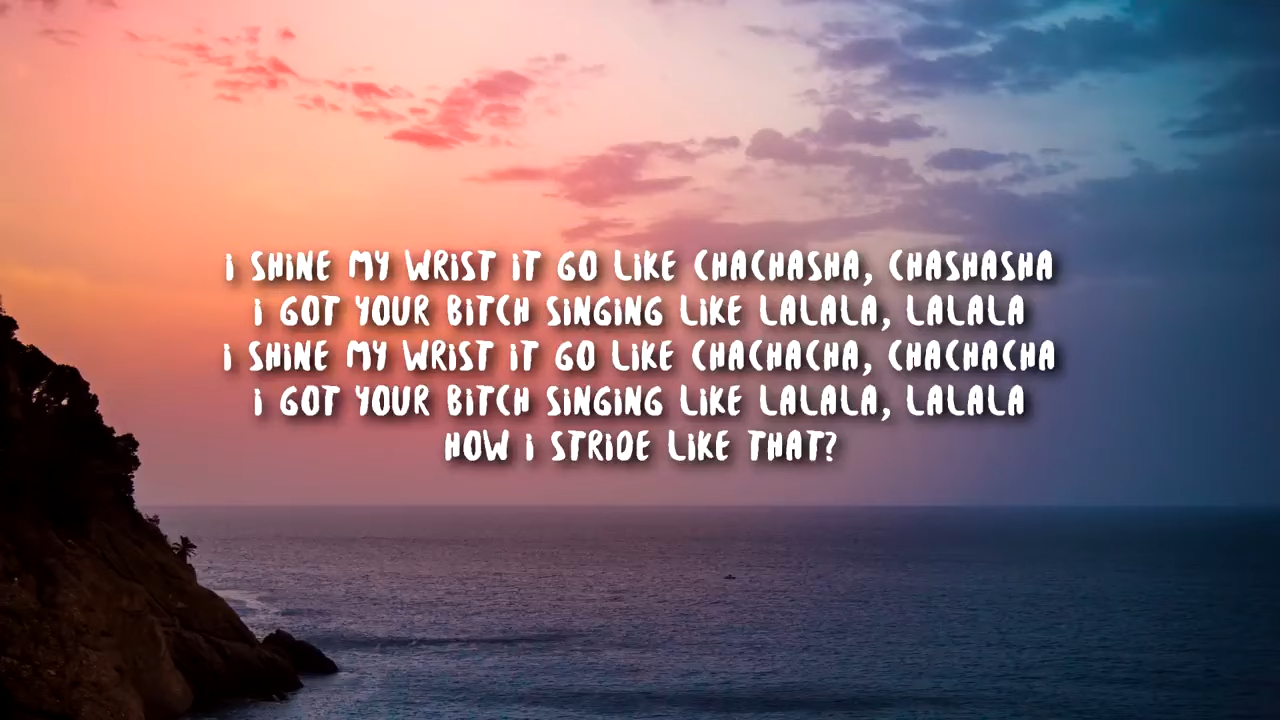 I SHINE MY WRIST IT GO LIKE CHACHASHA, CHASHASHA
I GOT YOUR BITCH SINGING LIKE LALALA, LALALA
I SHINE MY WRIST IT GO LIKE CHACHACHA, CHACHACHA
I GOT YOUR BITCH SINGING LIKE LALALA, LALALA
HOW I STRIDE LIKE THAT?